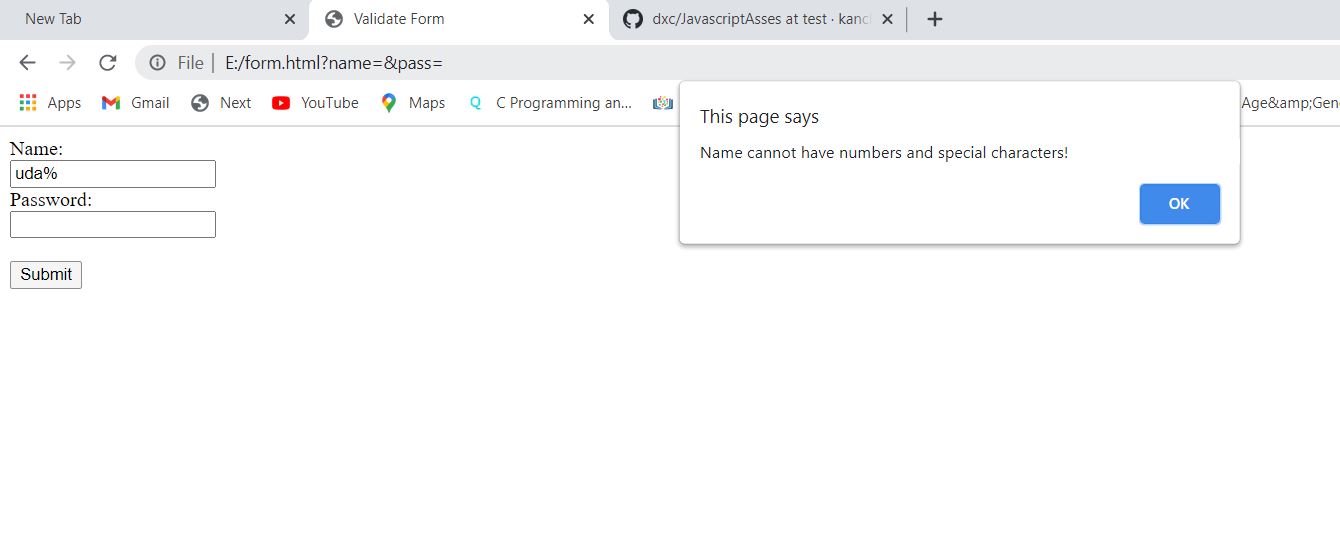 New Tab
Validate Form
dxc/JavascriptAsses at test · kanc
File
E:/form.html?name=&pass=
Apps
Gmail
Next
YouTube
Maps
Q
C Programming an...
Age&amp;Gen
This page says
Name cannot have numbers and special characters!
OK
Name:
uda%
Password:
Submit